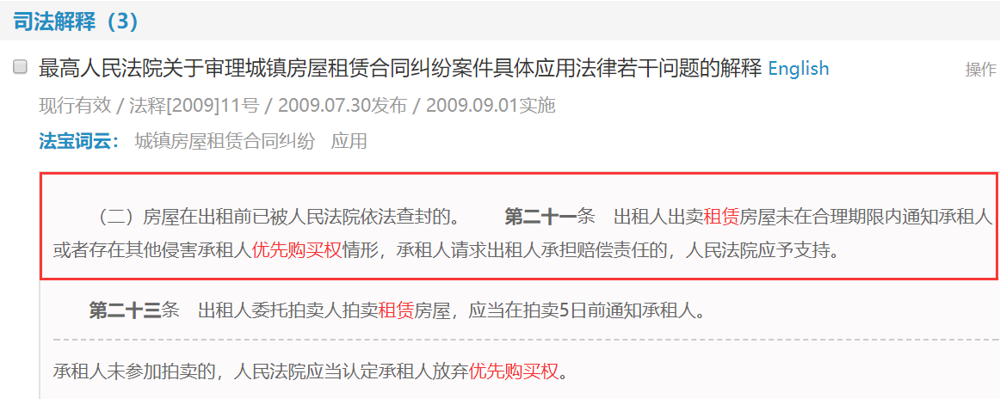 司法解释（3）
最高人民法院关于审理城镇房屋租赁合同纠纷案件具体应用法律若干问题的解释 English 操作
现行有效 / 法释[2009]11号 / 2009.07.30发布 / 2009.09.01实施
法宝词云： 城镇房屋租赁合同纠纷 应用
（二）房屋在出租前已被人民法院依法查封的。 第二十一条 出租人出卖租赁房屋未在合理期限内通知承租人
或者存在其他侵害承租人优先购买权情形，承租人请求出租人承担赔偿责任的，人民法院应予支持。
第二十三条 出租人委托拍卖人拍卖租赁房屋，应当在拍卖5日前通知承租人。
承租人未参加拍卖的，人民法院应当认定承租人放弃优先购买权。